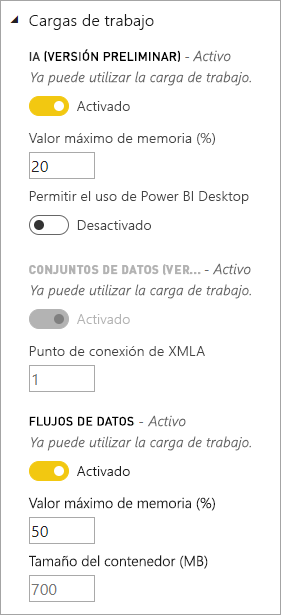 Cargas de trabajo
IA (VERSIÓN PRELIMINAR) - Activo
Ya puede utilizar la carga de trabajo.
Activado
Valor máximo de memoria (%)
20
Permitir el uso de Power BI Desktop
Desactivado
CONJUNTOS DE DATOS (VER... - Activo
Ya puede utilizar la carga de trabajo.
Activado
Punto de conexión de XMLA
1
FLUJOS DE DATOS - Activo
Ya puede utilizar la carga de trabajo.
Activado
Valor máximo de memoria (%)
50
Tamaño del contenedor (MB)
700